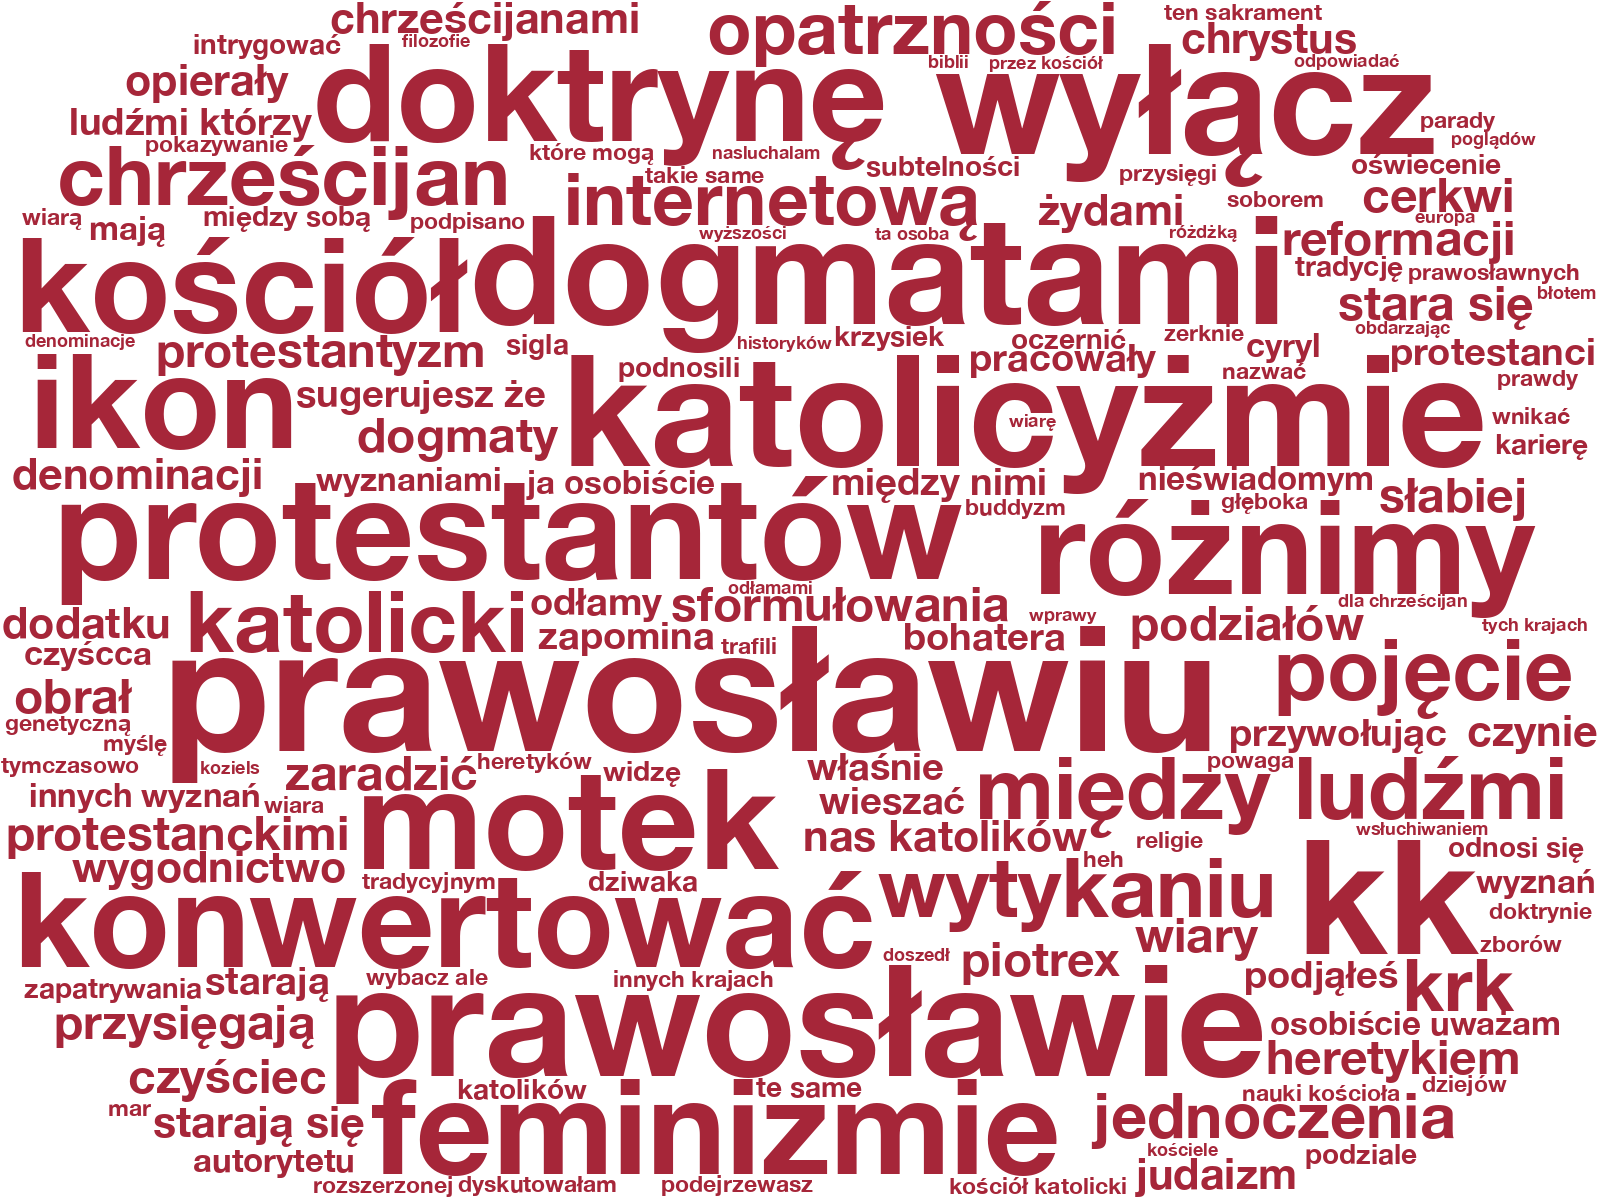 chrześcijanami
opatrzności
ten sakrament
intrygować
filozofie
chrystus
opierały
doktrynę
wyłącz
biblii
przez kościół
odpowiadać
ludźmi którzy
parady
pokazywanie
poglądów
chrześcijan
które mogą
nasluchalam
subtelności
oświecenie
takie same
przysięgi
internetową
soborem
cerkwi
wiarą
mają
między sobą
podpisano
żydami
europa
wyższości
ta osoba
różdżką
reformacji
kościół
dogmatami
tradycję
prawosławnych
stara się
błotem
denominacje
protestantyzm
sigla
historyków
krzysiek
oczernić
zerknie
obdarzając
cyryl
protestanci
ikon
podnosili
pracowały
nazwać
prawdy
sugerujesz że
katolicyźmie
wiarę
wnikać
dogmaty
karierę
denominacji
wyznaniami
ja osobiście
między nimi
nieświadomym
słabiej
buddyzm
głęboka
protestantów
różnimy
odłamami
dodatku
katolicki
odłamy
sformułowania
wprawy
dla chrześcijan
tych krajach
czyścca
zapomina
trafili
bohatera
podziałów
prawosławiu
pojęcie
obrał
genetyczną
myślę
przywołując
czynie
tymczasowo
koziels
zaradzić
heretyków
widzę
właśnie
powaga
innych wyznań
wiara
motek
wieszać
między
ludźmi
protestanckimi
nas katolików
religie
wsłuchiwaniem
odnosi się
wygodnictwo
tradycyjnym
dziwaka
heh
kk
wyznań
konwertować
wytykaniu
doktrynie
wiary
zborów
doszedł
piotrex
zapatrywania
starają
wybacz ale
innych krajach
podjąłeś
krk
przysięgają
prawosławie
osobiście uważam
heretykiem
czyściec
katolików
te same
nauki kościoła
dziejów
mar
starają się
feminizmie
jednoczenia
autorytetu
kościele
podziale
rozszerzonej
dyskutowałam
podejrzewasz
kościół katolicki
judaizm